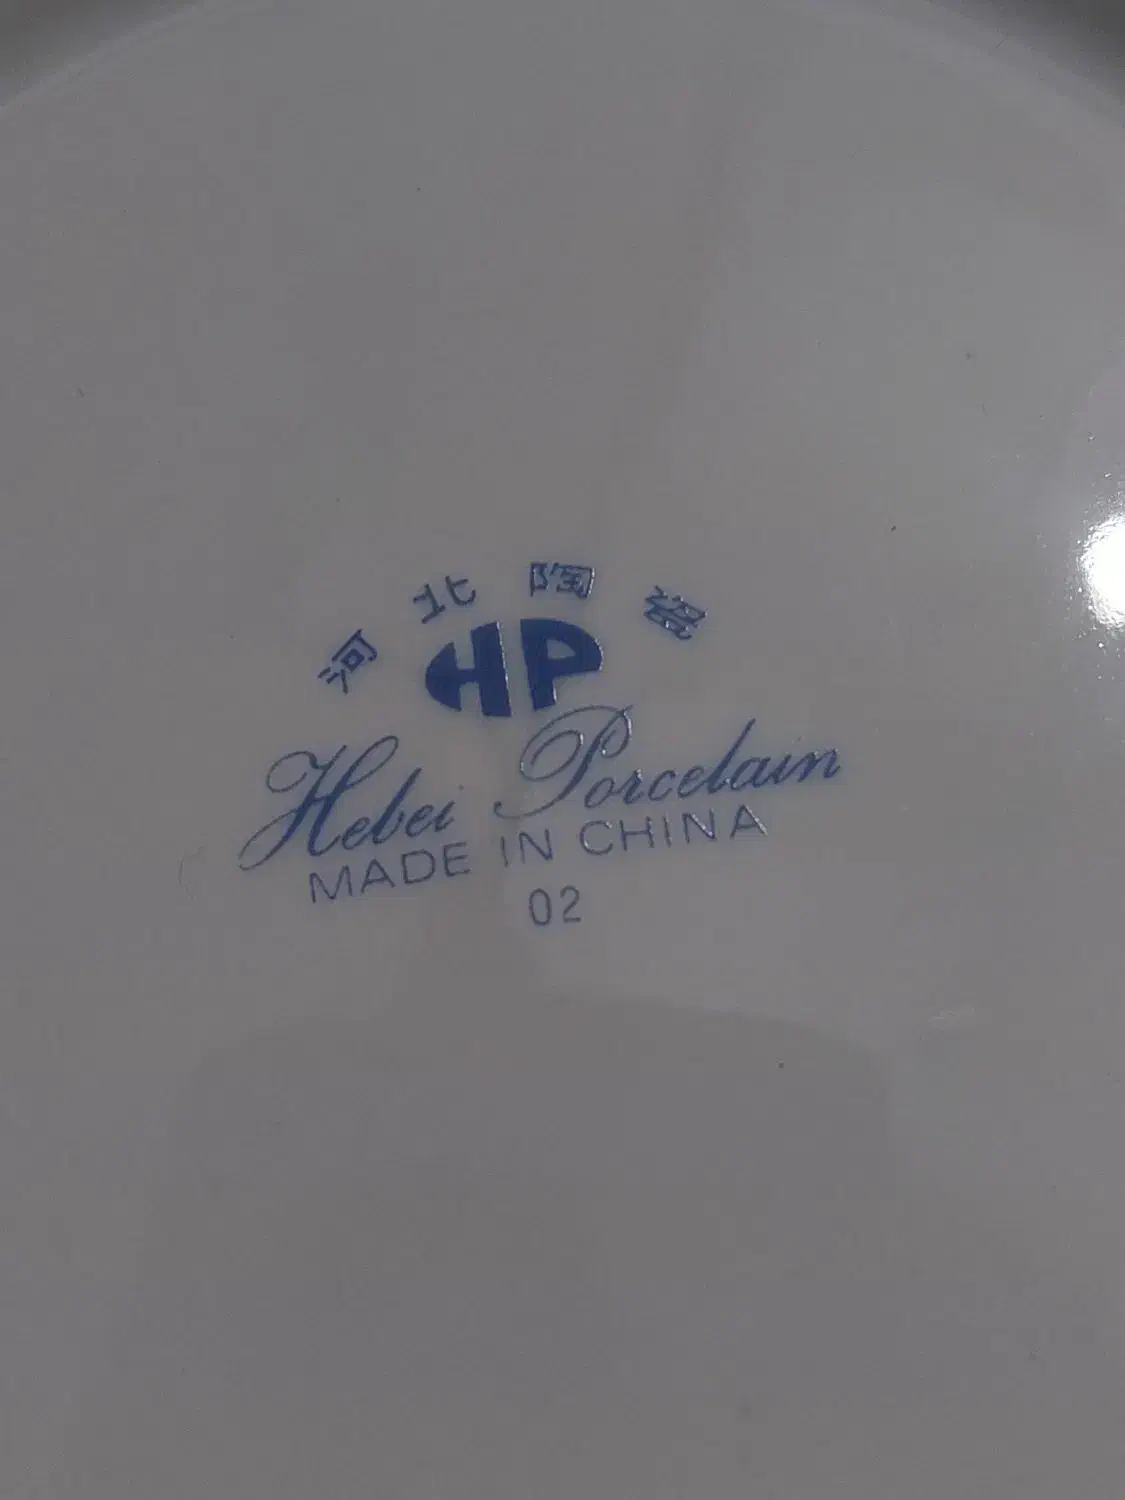 河北陶瓷
HP
Hebei Porcelain
MADE IN CHINA
02